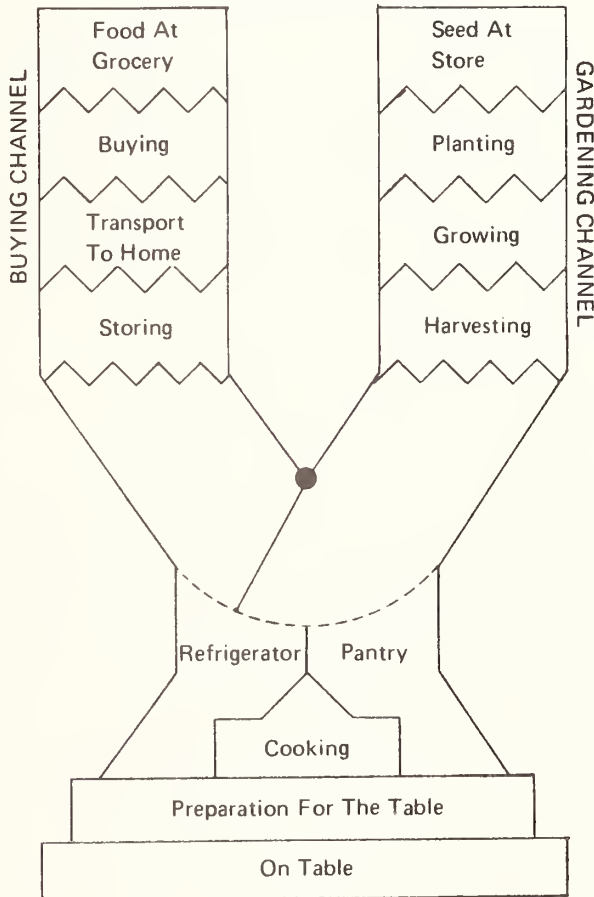 BUYING CHANNEL
Food At
Grocery
Buying
Transport
To Home
Storing
GARDENING CHANNEL
Seed At
Store
Planting
Growing
Harvesting
Refrigerator
Pantry
Cooking
Preparation For The Table
On Table